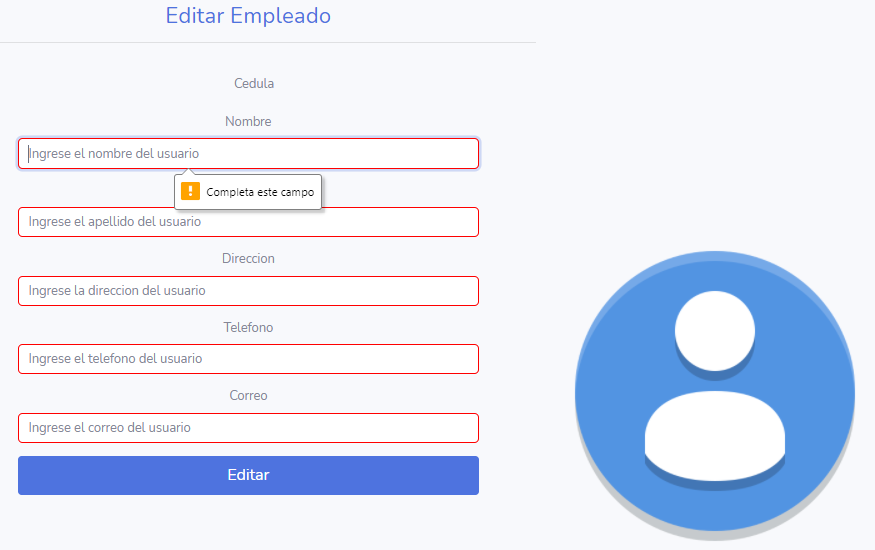 Editar Empleado
Cedula
Nombre
Ingrese el nombre del usuario
! Completa este campo
Ingrese el apellido del usuario
Direccion
Ingrese la direccion del usuario
Telefono
Ingrese el telefono del usuario
Correo
Ingrese el correo del usuario
Editar